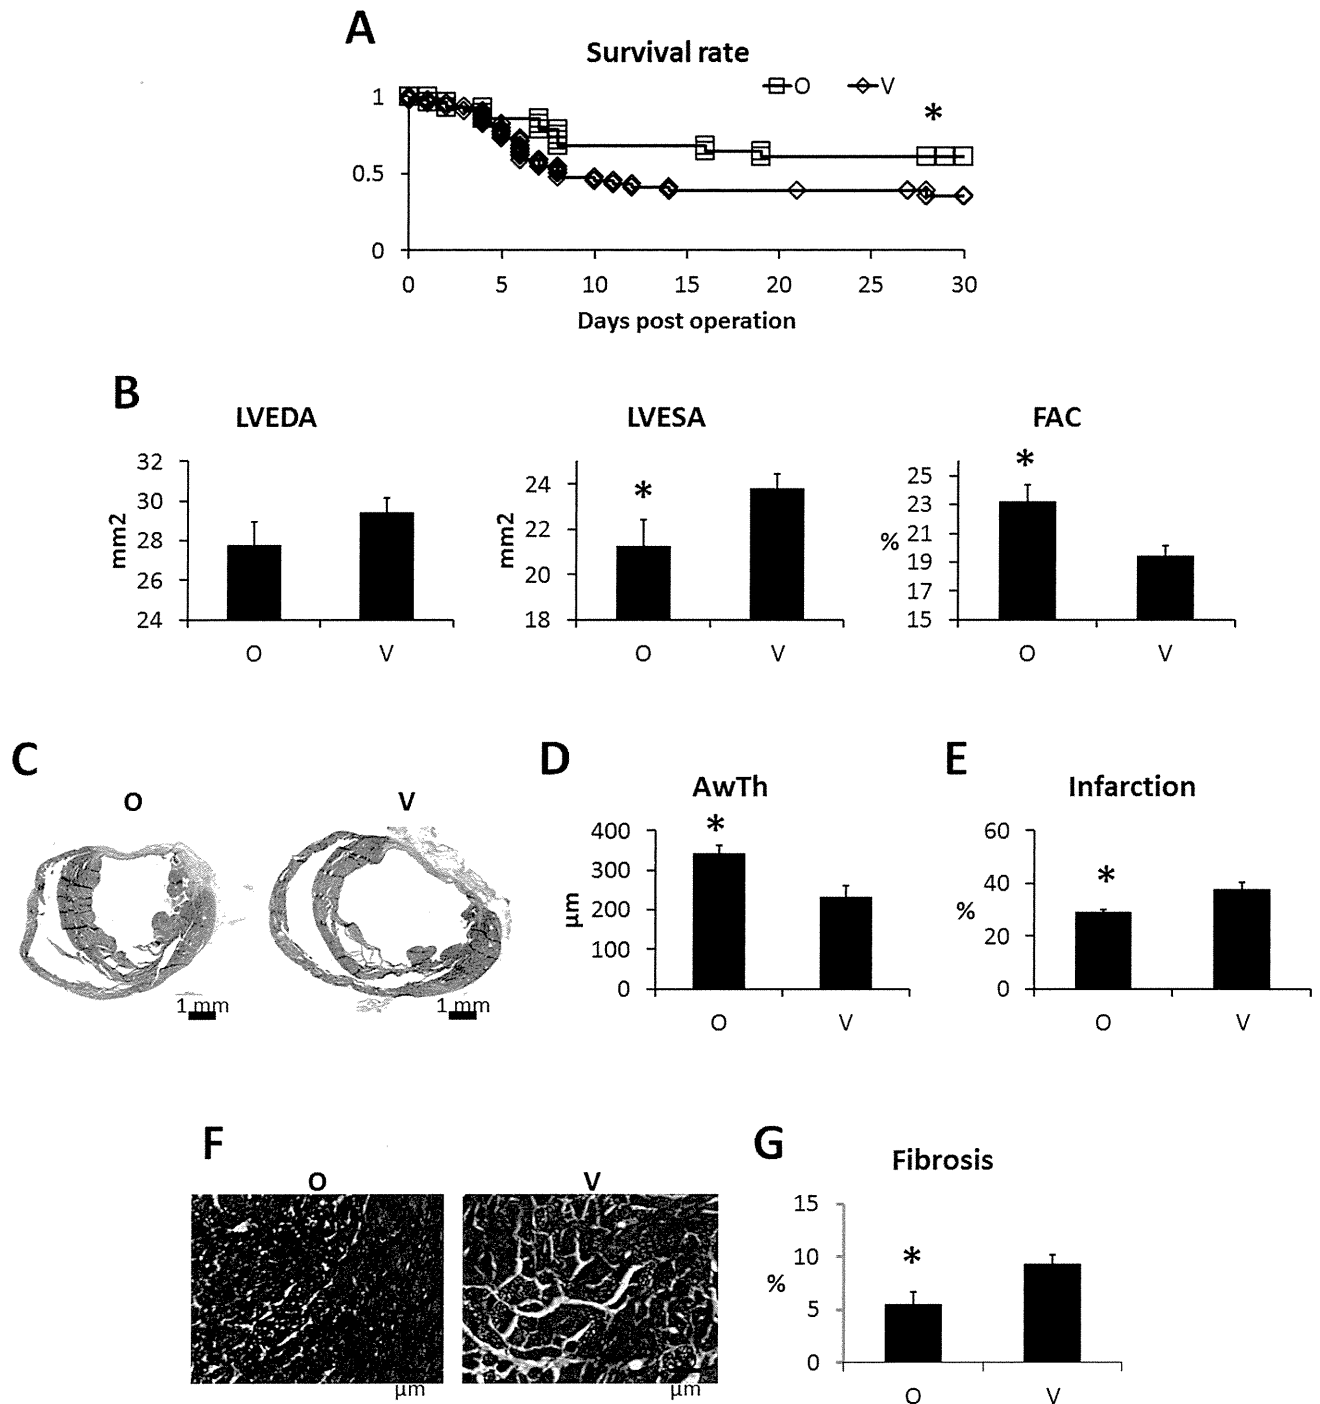 A
Survival rate
O V
*
1
0.5
0
0 5 10 15 20 25 30
Days post operation
B
LVEDA LVESA FAC
32
30
28
26
24
mm2
O V
24
22
20
18
mm2
*
O V
25
23
21
19
17
15
%
*
O V
C
O V
1 mm 1 mm
D
AwTh
400
300
200
100
0
µm
*
O V
E
Infarction
60
40
20
0
%
*
O V
F
O V
µm µm
G
Fibrosis
15
10
5
0
%
*
O V